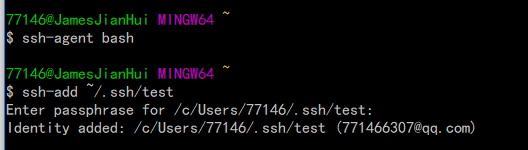 77146@JamesJianHui MINGW64 ~
$ ssh-agent bash
77146@JamesJianHui MINGW64 ~
$ ssh-add ~/.ssh/test
Enter passphrase for /c/Users/77146/.ssh/test:
Identity added: /c/Users/77146/.ssh/test (771466307@qq.com)